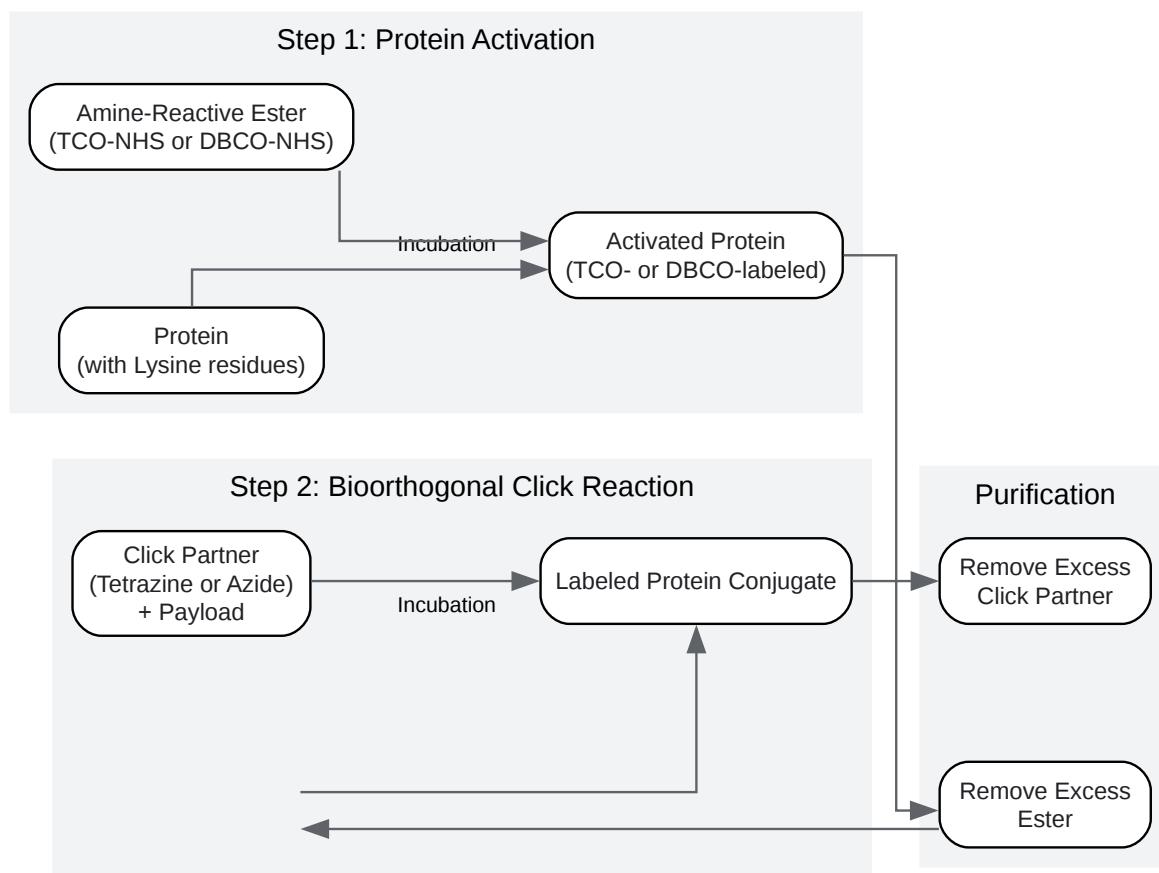 Step 1: Protein Activation
Amine-Reactive Ester
(TCO-NHS or DBCO-NHS)
Incubation
Activated Protein
(TCO- or DBCO-labeled)
Protein
(with Lysine residues)
Step 2: Bioorthogonal Click Reaction
Click Partner
(Tetrazine or Azide)
+ Payload
Incubation
Labeled Protein Conjugate
Purification
Remove Excess
Click Partner
Remove Excess
Ester